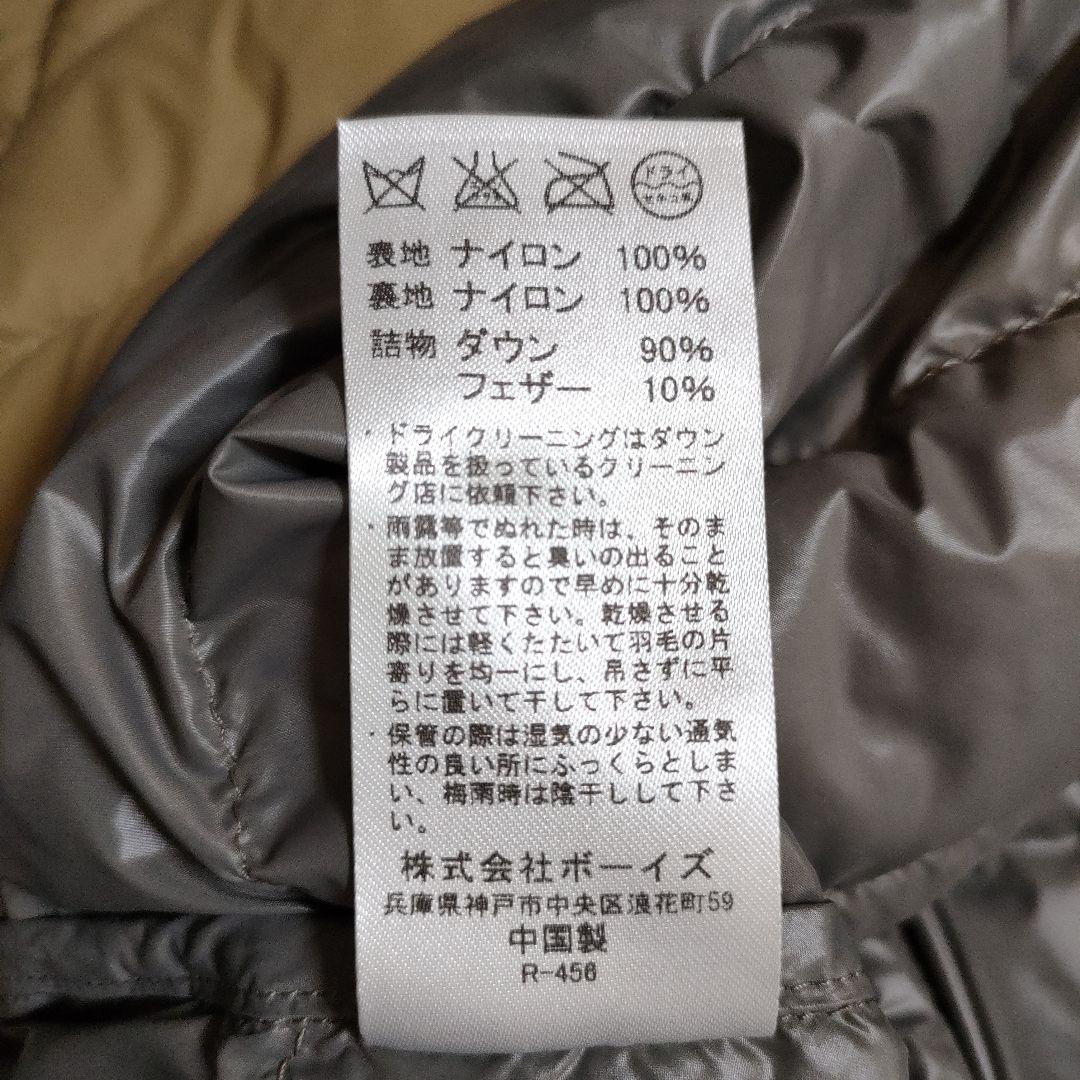 ドライ
セキユ系
表地 ナイロン 100%
裏地 ナイロン 100%
詰物 ダウン 90%
フェザー 10%
・ドライクリーニングはダウン
製品を扱っているクリーニン
グ店に依頼下さい。
・雨露等でぬれた時は、そのま
ま放置すると臭いの出ること
がありますので早めに十分乾
燥させて下さい。乾燥させる
際には軽くたたいて羽毛の片
寄りを均一にし、吊さずに平
らに置いて干して下さい。
・保管の際は湿気の少ない通気
性の良い所にふっくらとしま
い、梅雨時は陰干しして下さ
い。
株式会社ボーイズ
兵庫県神戸市中央区浪花町59
中国製
R-456